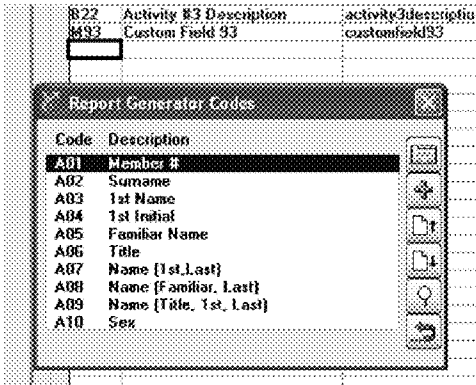 B22 Activity #3 Description activity3descriptio
M93 Custom Field 93 customfield93
Report Generator Codes
Code Description
A01 Member #
A02 Surname
A03 1st Name
A04 1st Initial
A05 Familiar Name
A06 Title
A07 Name (1st,Last)
A08 Name (Familiar, Last)
A09 Name (Title, 1st, Last)
A10 Sex